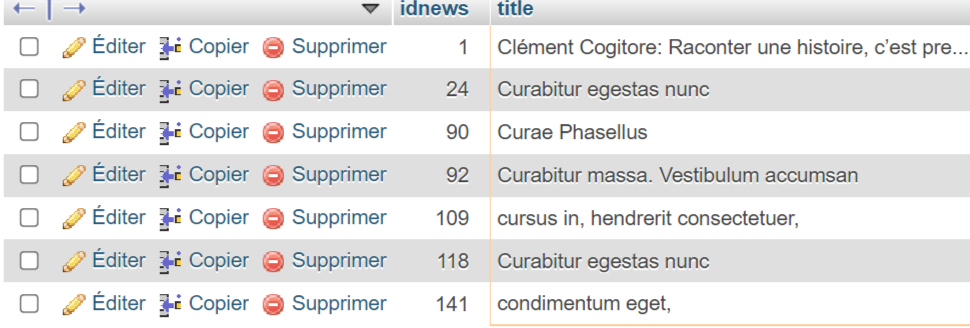 idnews title
Éditer Copier Supprimer 1 Clément Cogitore: Raconter une histoire, c’est pre...
Éditer Copier Supprimer 24 Curabitur egestas nunc
Éditer Copier Supprimer 90 Curae Phasellus
Éditer Copier Supprimer 92 Curabitur massa. Vestibulum accumsan
Éditer Copier Supprimer 109 cursus in, hendrerit consectetuer,
Éditer Copier Supprimer 118 Curabitur egestas nunc
Éditer Copier Supprimer 141 condimentum eget,